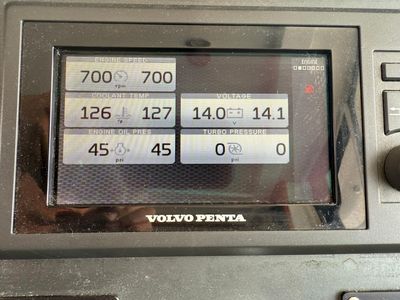 ENGINE SPEED
700 rpm 700
COOLANT TEMP
126 °F 127
VOLTAGE
14.0 V 14.1
ENGINE OIL PRES
45 psi 45
TURBO PRESSURE
0 psi 0
VOLVO PENTA